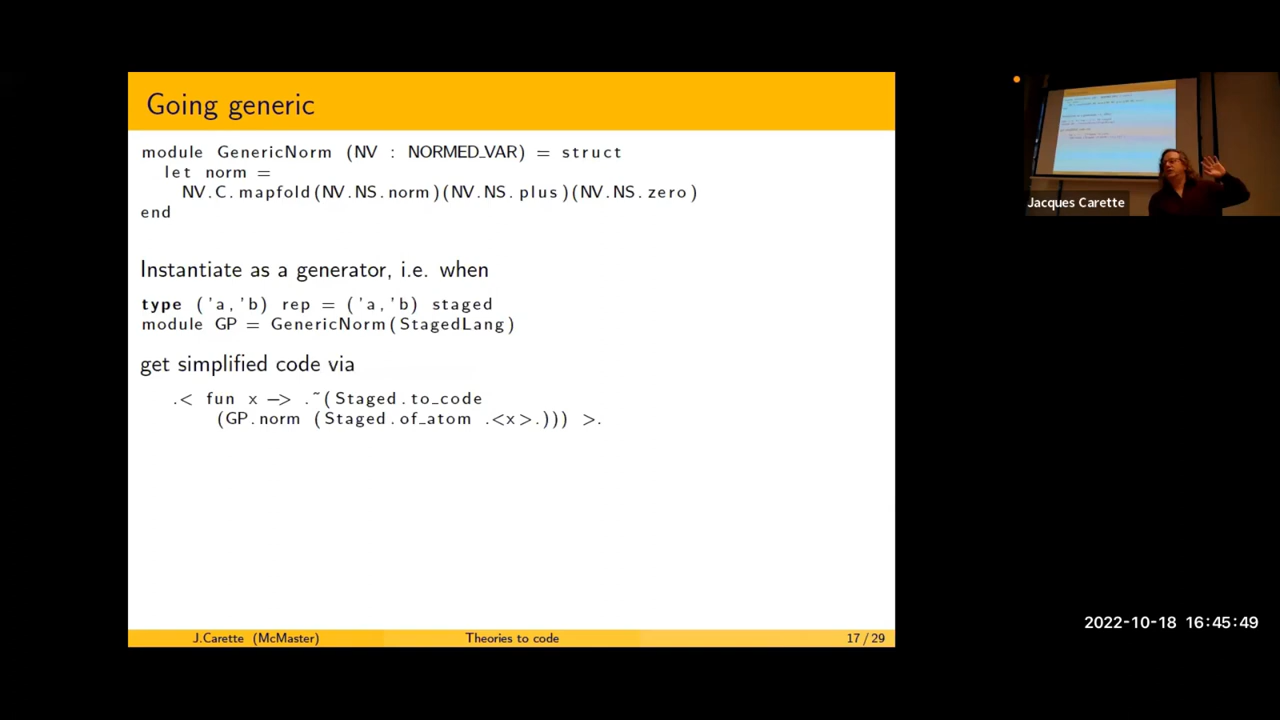 Going generic
module GenericNorm (NV : NORMED_VAR) = struct
let norm =
NV.C.mapfold(NV.NS.norm)(NV.NS.plus)(NV.NS.zero)
end
Instantiate as a generator, i.e. when
type ('a,'b) rep = ('a,'b) staged
module GP = GenericNorm(StagedLang)
get simplified code via
.< fun x -> .~(Staged.to_code
(GP.norm (Staged.of_atom .<x>.))) >.
J.Carette (McMaster)
Theories to code
17 / 29
Jacques Carette
2022-10-18 16:45:49